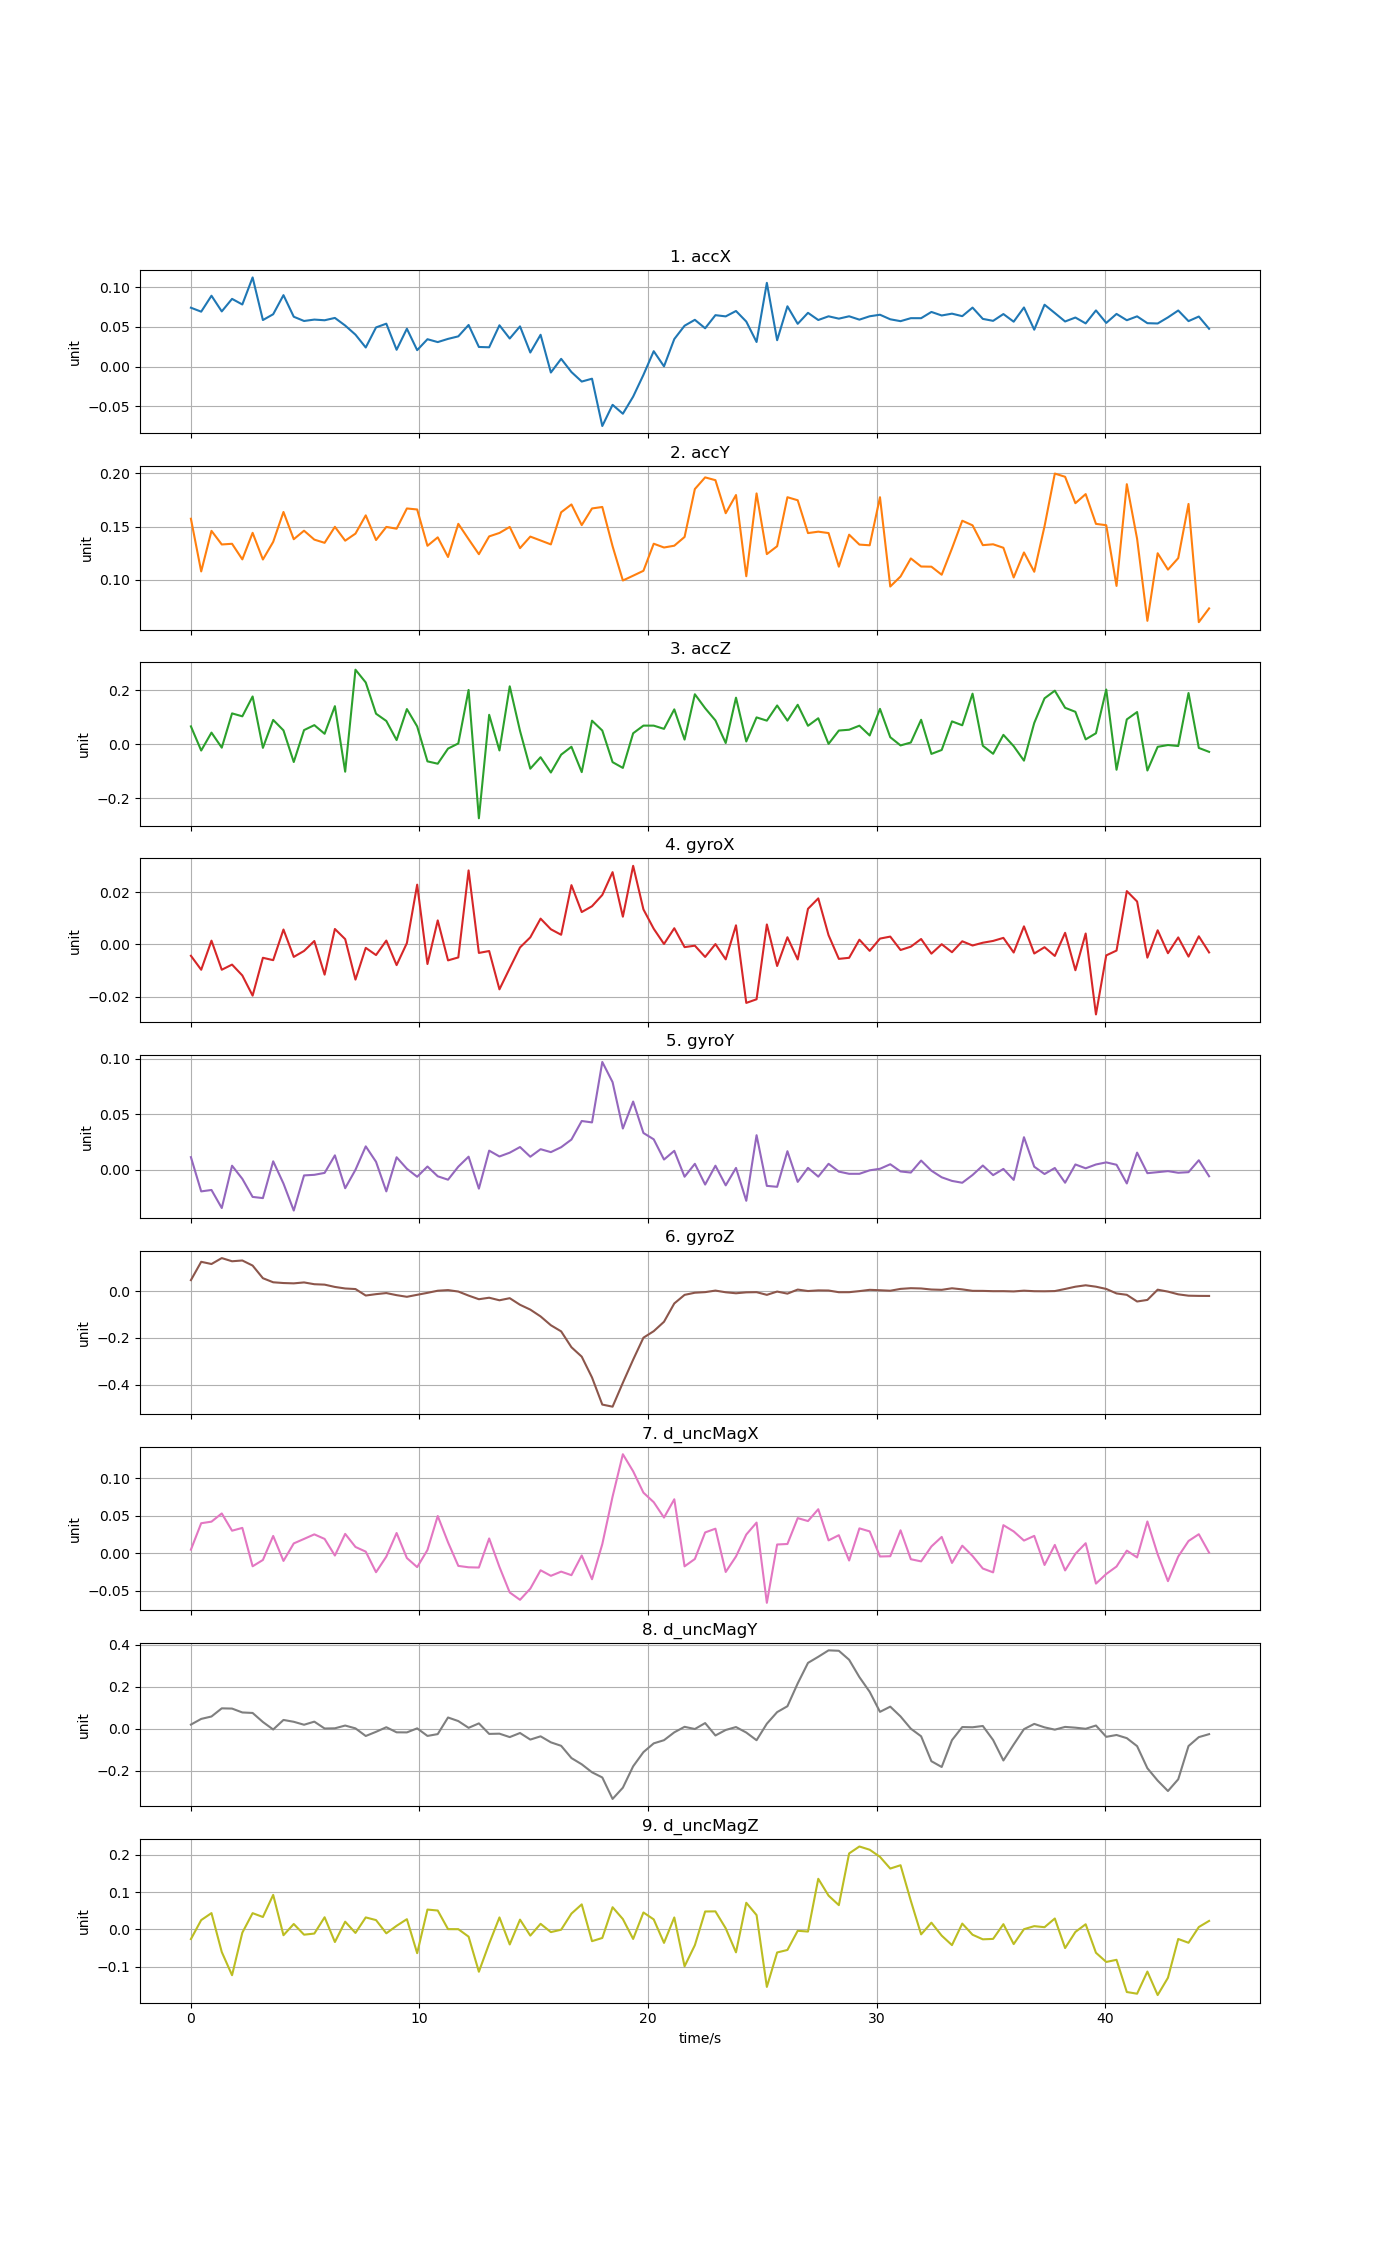 1. accX
0.10
0.05
0.00
−0.05
unit
2. accY
0.20
0.15
0.10
unit
3. accZ
0.2
0.0
−0.2
unit
4. gyroX
0.02
0.00
−0.02
unit
5. gyroY
0.10
0.05
0.00
unit
6. gyroZ
0.0
−0.2
−0.4
unit
7. d_uncMagX
0.10
0.05
0.00
−0.05
unit
8. d_uncMagY
0.4
0.2
0.0
−0.2
unit
9. d_uncMagZ
0.2
0.1
0.0
−0.1
unit
0 10 20 30 40
time/s